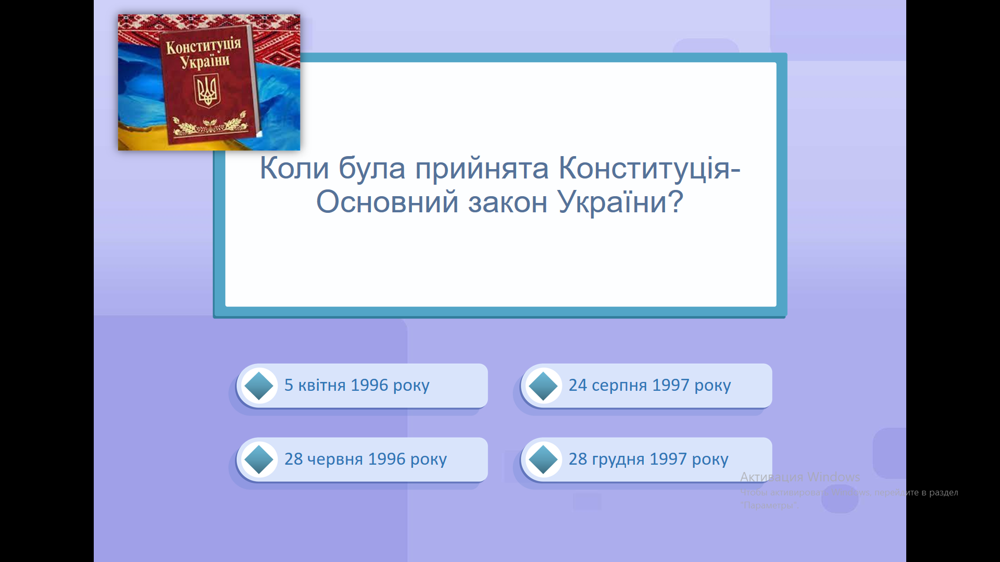 Конституція
України
Коли була прийнята Конституція-
Основний закон України?
5 квітня 1996 року
24 серпня 1997 року
28 червня 1996 року
28 грудня 1997 року
Активация Windows
Чтобы активировать Windows, перейдите в раздел
"Параметры"